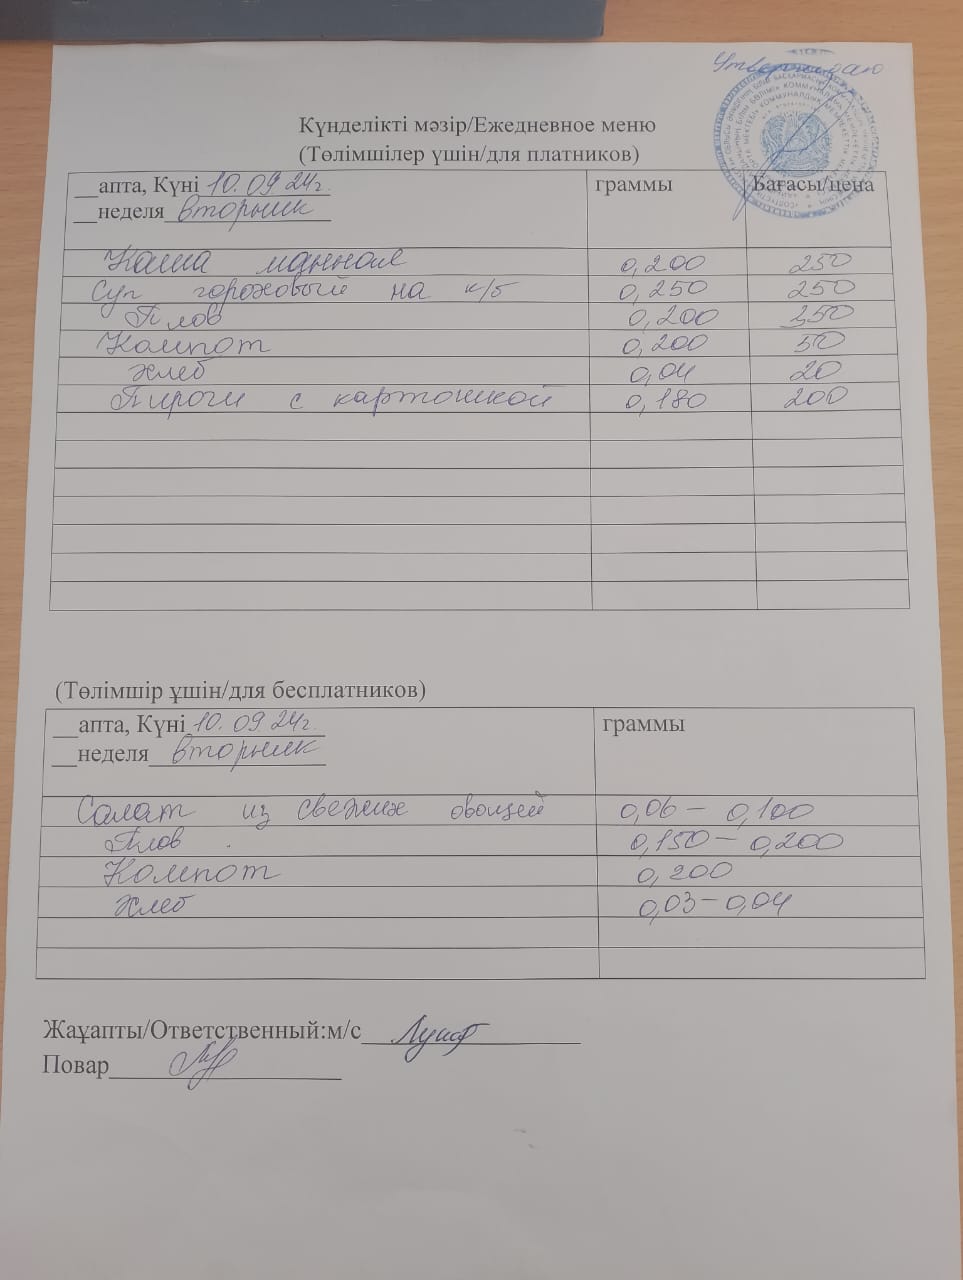 Утверждаю
Күнделікті мәзір/Ежедневное меню
(Төлімшілер үшін/для платников)
__апта, Күні 10.09.24г. граммы Бағасы/цена
__неделя вторник
Каша манная 0,200 250
Суп гороховый на к/б 0,250 250
Плов 0,200 350
Компот 0,200 50
Хлеб 0,04 20
Пироги с картошкой 0,180 200
(Төлімшір ұшін/для бесплатников)
__апта, Күні 10.09.24г. граммы
__неделя вторник
Салат из свежих овощей 0,06 – 0,100
Плов 0,150 – 0,200
Компот 0,200
Хлеб 0,03 – 0,04
Жаұапты/Ответственный:м/с
Повар